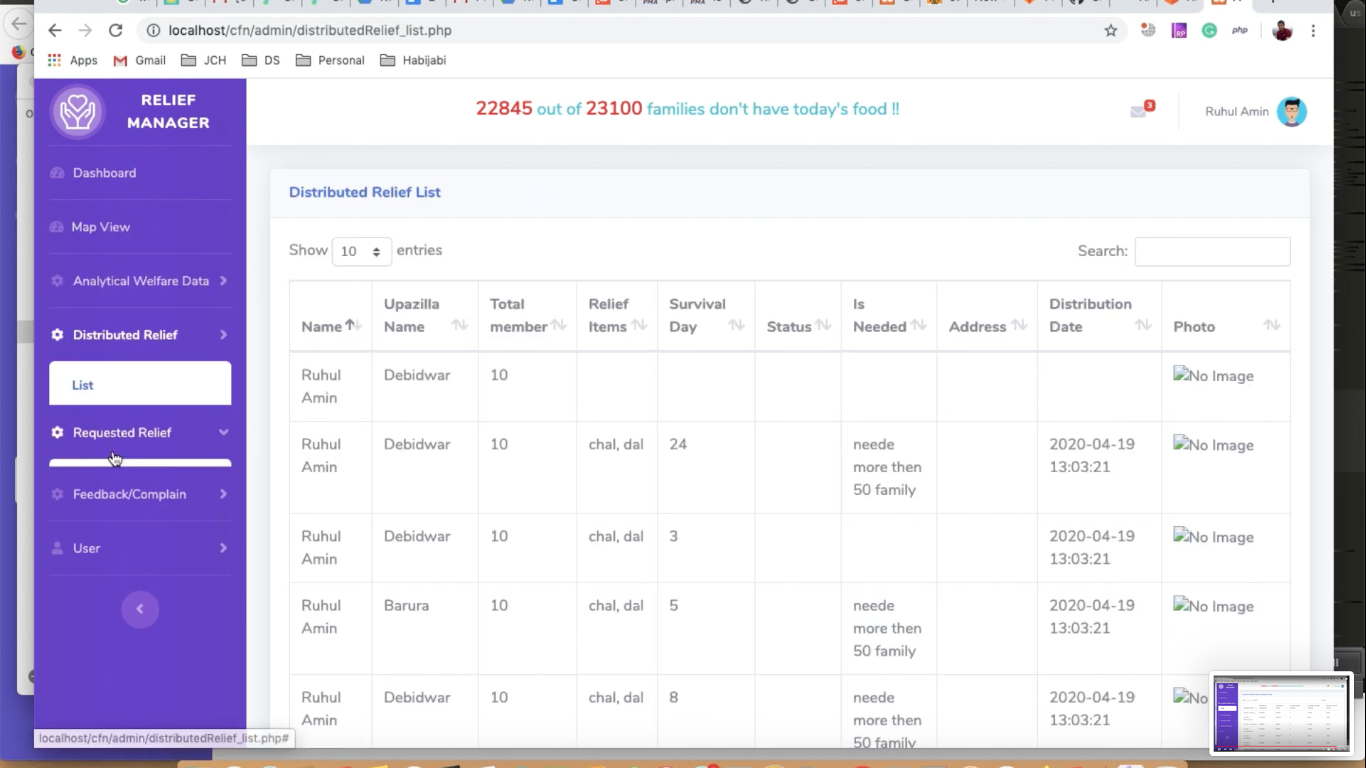 localhost/cfn/admin/distributedRelief_list.php
php
Apps
Gmail
JCH
DS
Personal
Habijabi
RELIEF
MANAGER
22845 out of 23100 families don't have today's food !!
3
Ruhul Amin
Dashboard
Map View
Analytical Welfare Data
Distributed Relief
List
Requested Relief
Feedback/Complain
User
Distributed Relief List
Show 10 entries
Search:
Name
Upazilla Name
Total member
Relief Items
Survival Day
Status
Is Needed
Address
Distribution Date
Photo
Ruhul Amin Debidwar 10 No Image
Ruhul Amin Debidwar 10 chal, dal 24 neede more then 50 family 2020-04-19 13:03:21 No Image
Ruhul Amin Debidwar 10 chal, dal 3 2020-04-19 13:03:21 No Image
Ruhul Amin Barura 10 chal, dal 5 neede more then 50 family 2020-04-19 13:03:21 No Image
Ruhul Amin Debidwar 10 chal, dal 8 neede more then 50 family 2020-04-19 13:03:21
localhost/cfn/admin/distributedRelief_list.php#